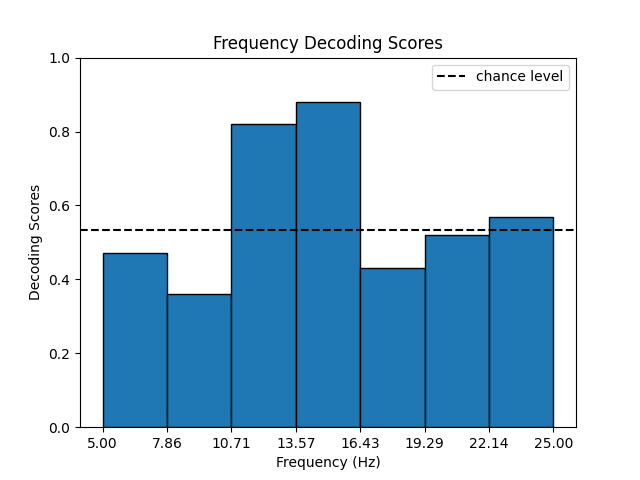 Frequency Decoding Scores
chance level
1.0
0.8
0.6
0.4
0.2
0.0
Decoding Scores
5.00 7.86 10.71 13.57 16.43 19.29 22.14 25.00
Frequency (Hz)